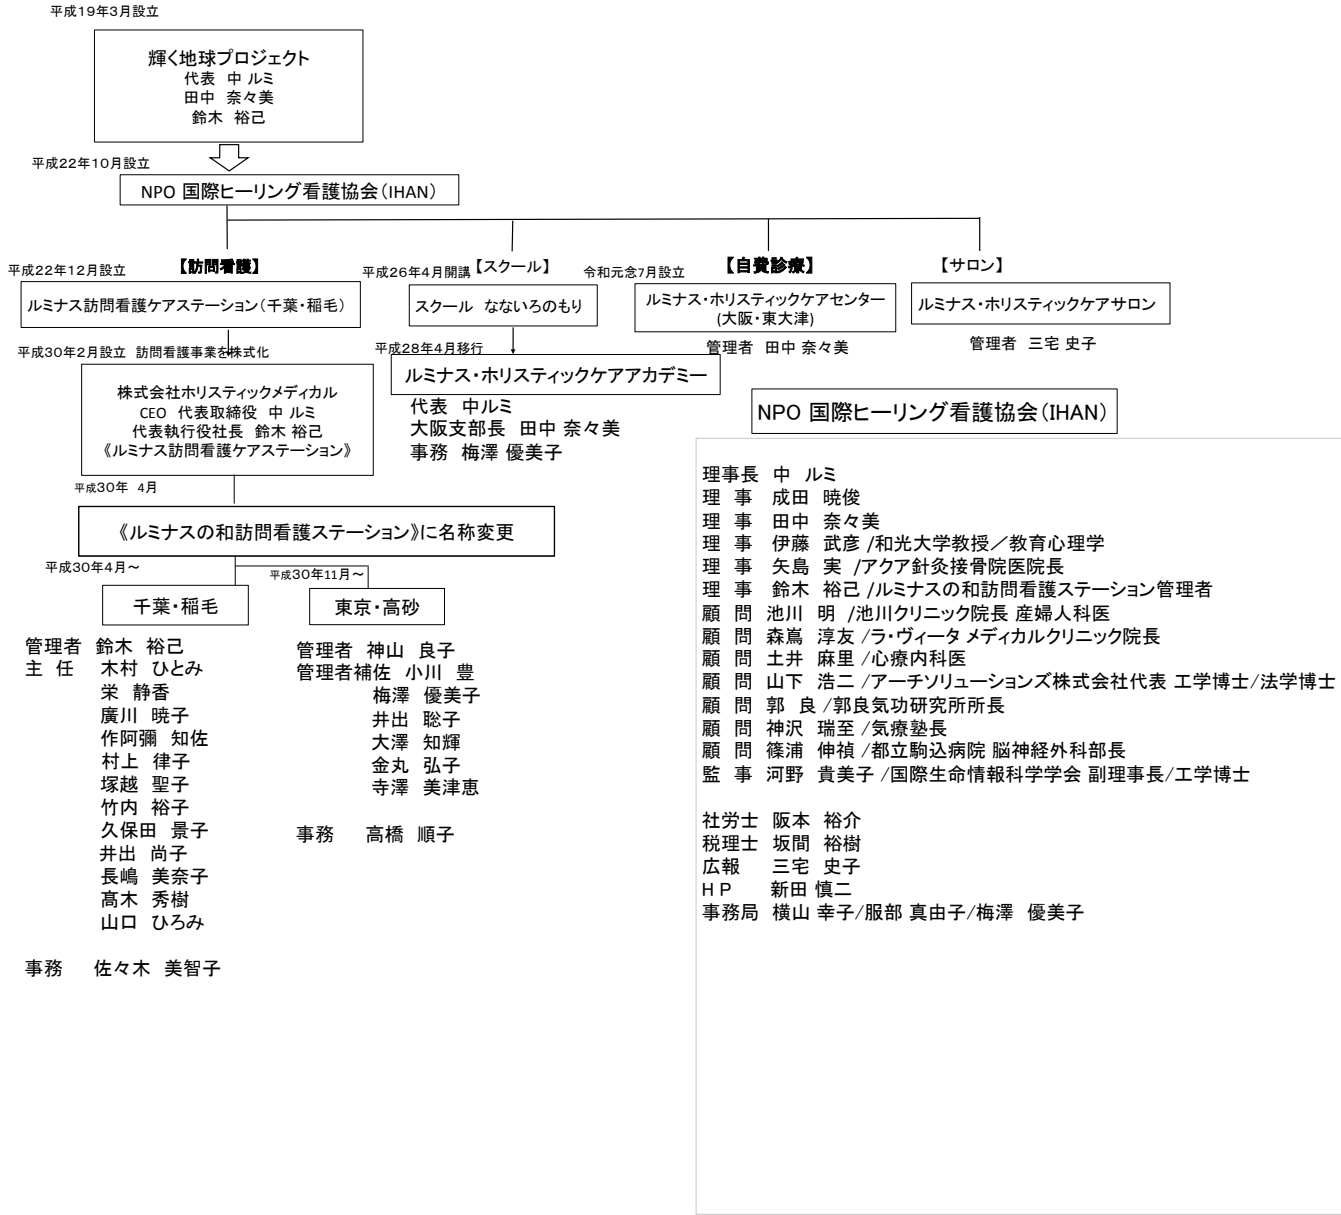 平成19年3月設立
輝く地球プロジェクト
代表 中 ルミ
田中 奈々美
鈴木 裕己
平成22年10月設立
NPO 国際ヒーリング看護協会（IHAN）
平成22年12月設立
【訪問看護】
ルミナス訪問看護ケアステーション（千葉・稲毛）
平成30年2月設立 訪問看護事業を株式化
株式会社ホリスティックメディカル
CEO 代表取締役 中 ルミ
代表執行役社長 鈴木 裕己
《ルミナス訪問看護ケアステーション》
平成30年 4月
《ルミナスの和訪問看護ステーション》に名称変更
平成30年4月～
千葉・稲毛
管理者 鈴木 裕己
主 任 木村 ひとみ
栄 静香
廣川 暁子
作阿彌 知佐
村上 律子
塚越 聖子
竹内 裕子
久保田 景子
井出 尚子
長嶋 美奈子
髙木 秀樹
山口 ひろみ
事務 佐々木 美智子
平成30年11月～
東京・高砂
管理者 神山 良子
管理者補佐 小川 豊
梅澤 優美子
井出 聡子
大澤 知輝
金丸 弘子
寺澤 美津恵
事務 高橋 順子
平成26年4月開講
【スクール】
スクール なないろのもり
平成28年4月移行
ルミナス・ホリスティックケアアカデミー
代表 中ルミ
大阪支部長 田中 奈々美
事務 梅澤 優美子
令和元念7月設立
【自費診療】
ルミナス・ホリスティックケアセンター
(大阪・東大津)
管理者 田中 奈々美
【サロン】
ルミナス・ホリスティックケアサロン
管理者 三宅 史子
NPO 国際ヒーリング看護協会（IHAN）
理事長 中 ルミ
理 事 成田 暁俊
理 事 田中 奈々美
理 事 伊藤 武彦 /和光大学教授／教育心理学
理 事 矢島 実 /アクア針灸接骨院医院長
理 事 鈴木 裕己 /ルミナスの和訪問看護ステーション管理者
顧 問 池川 明 /池川クリニック院長 産婦人科医
顧 問 森嶌 淳友 /ラ・ヴィータ メディカルクリニック院長
顧 問 土井 麻里 /心療内科医
顧 問 山下 浩二 /アーチソリューションズ株式会社代表 工学博士/法学博士
顧 問 郭 良 /郭良気功研究所所長
顧 問 神沢 瑞至 /気療塾長
顧 問 篠浦 伸禎 /都立駒込病院 脳神経外科部長
監 事 河野 貴美子 /国際生命情報科学学会 副理事長/工学博士
社労士 阪本 裕介
税理士 坂間 裕樹
広報 三宅 史子
ＨＰ 新田 慎二
事務局 横山 幸子/服部 真由子/梅澤 優美子